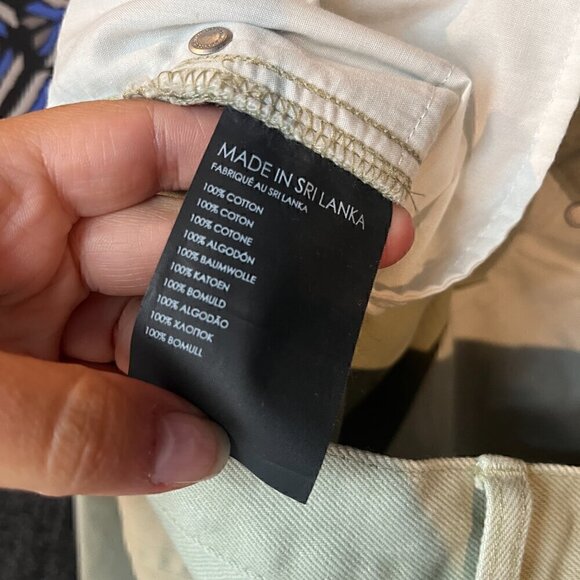 MADE IN SRI LANKA
FABRIQUÉ AU SRI LANKA
100% COTTON
100% COTON
100% COTONE
100% ALGODÓN
100% BAUMWOLLE
100% KATOEN
100% BOMULD
100% ALGODÃO
100% ХЛОПОК
100% BOMULL